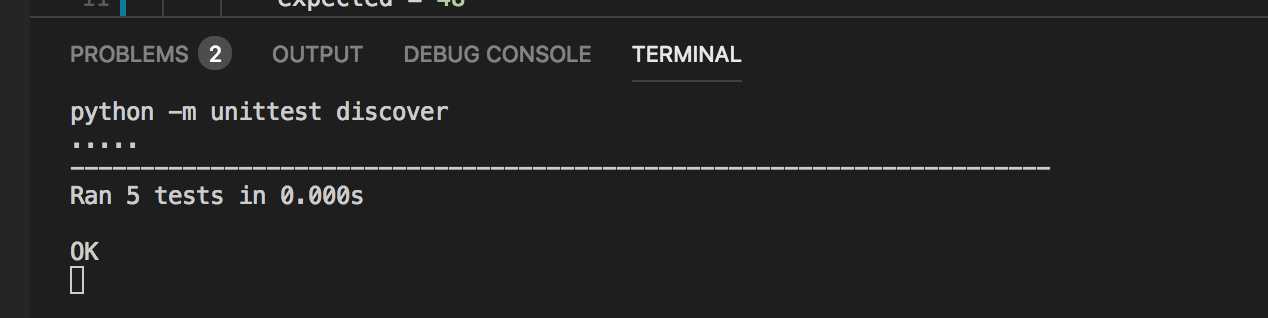 11 expected = 48
PROBLEMS 2 OUTPUT DEBUG CONSOLE TERMINAL
python -m unittest discover
.....
----------------------------------------------------------------------
Ran 5 tests in 0.000s
OK